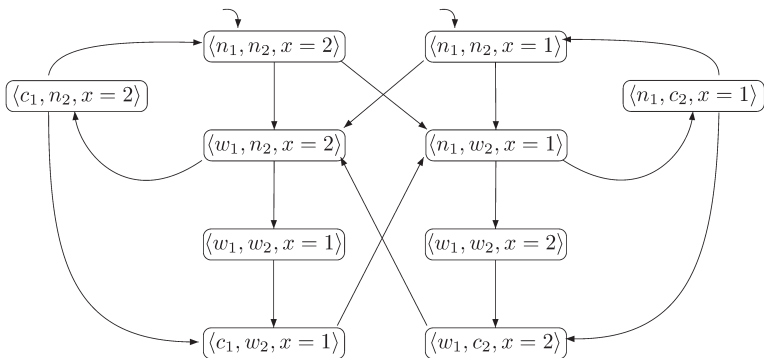 ⟨n₁, n₂, x = 2⟩ ⟨n₁, n₂, x = 1⟩
⟨c₁, n₂, x = 2⟩ ⟨n₁, c₂, x = 1⟩
⟨w₁, n₂, x = 2⟩ ⟨n₁, w₂, x = 1⟩
⟨w₁, w₂, x = 1⟩ ⟨w₁, w₂, x = 2⟩
⟨c₁, w₂, x = 1⟩ ⟨w₁, c₂, x = 2⟩